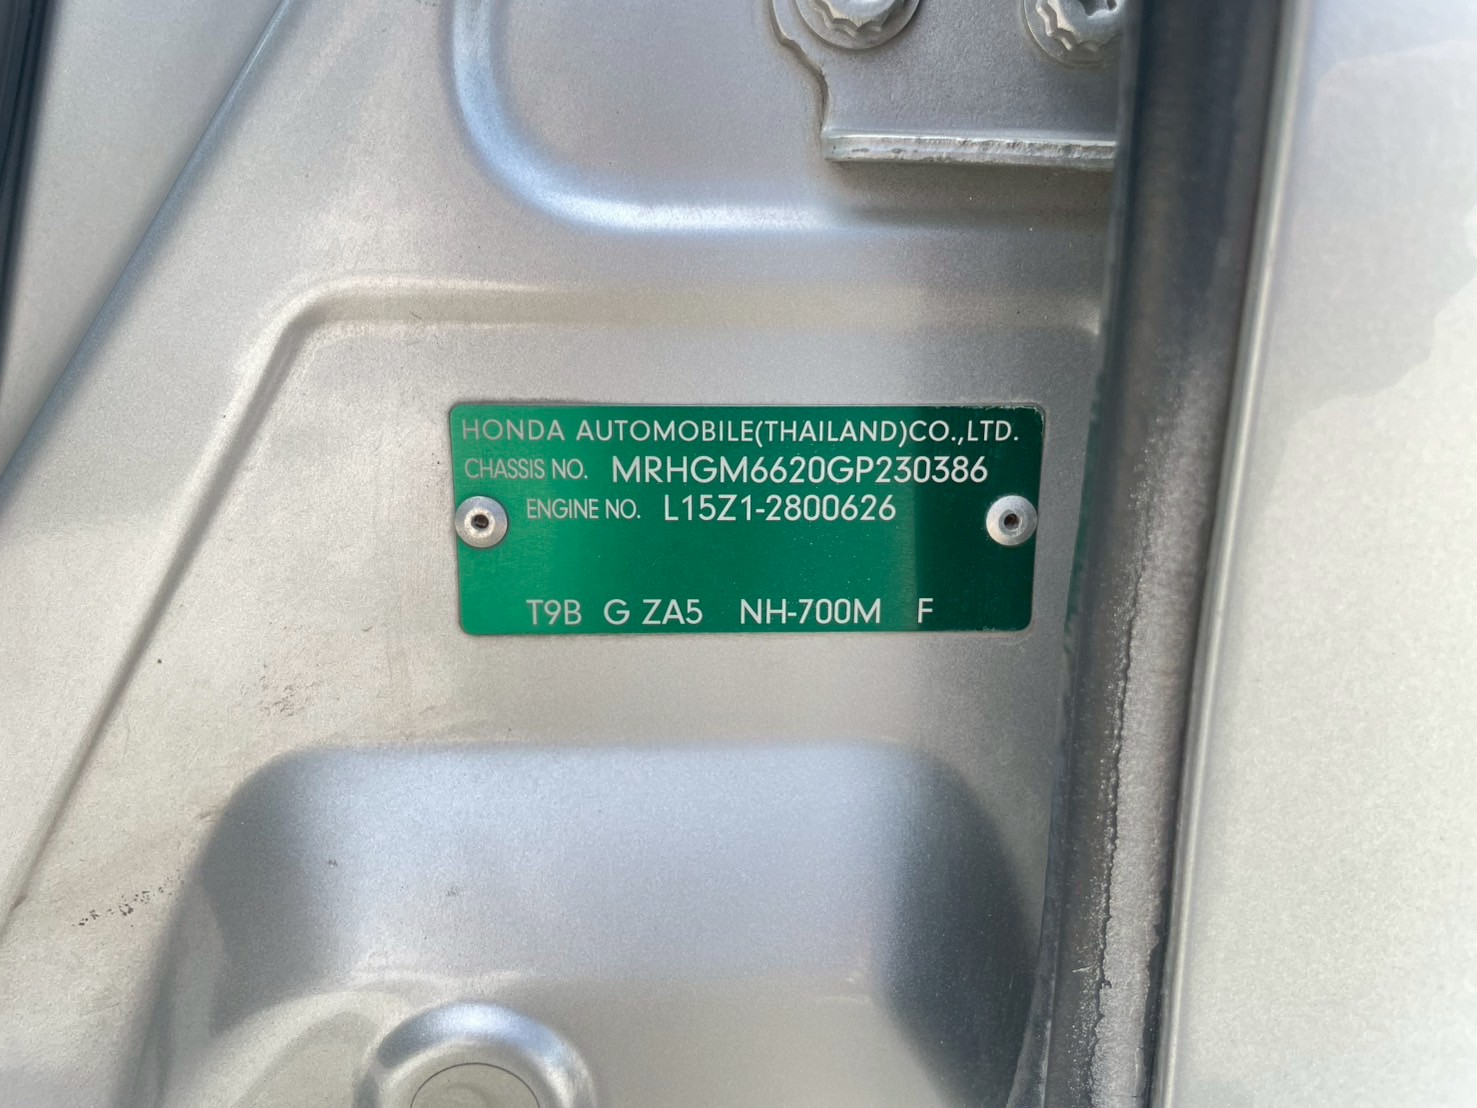 HONDA AUTOMOBILE(THAILAND)CO.,LTD.
CHASSIS NO. MRHGM6620GP230386
ENGINE NO. L15Z1-2800626
T9B G ZA5 NH-700M F